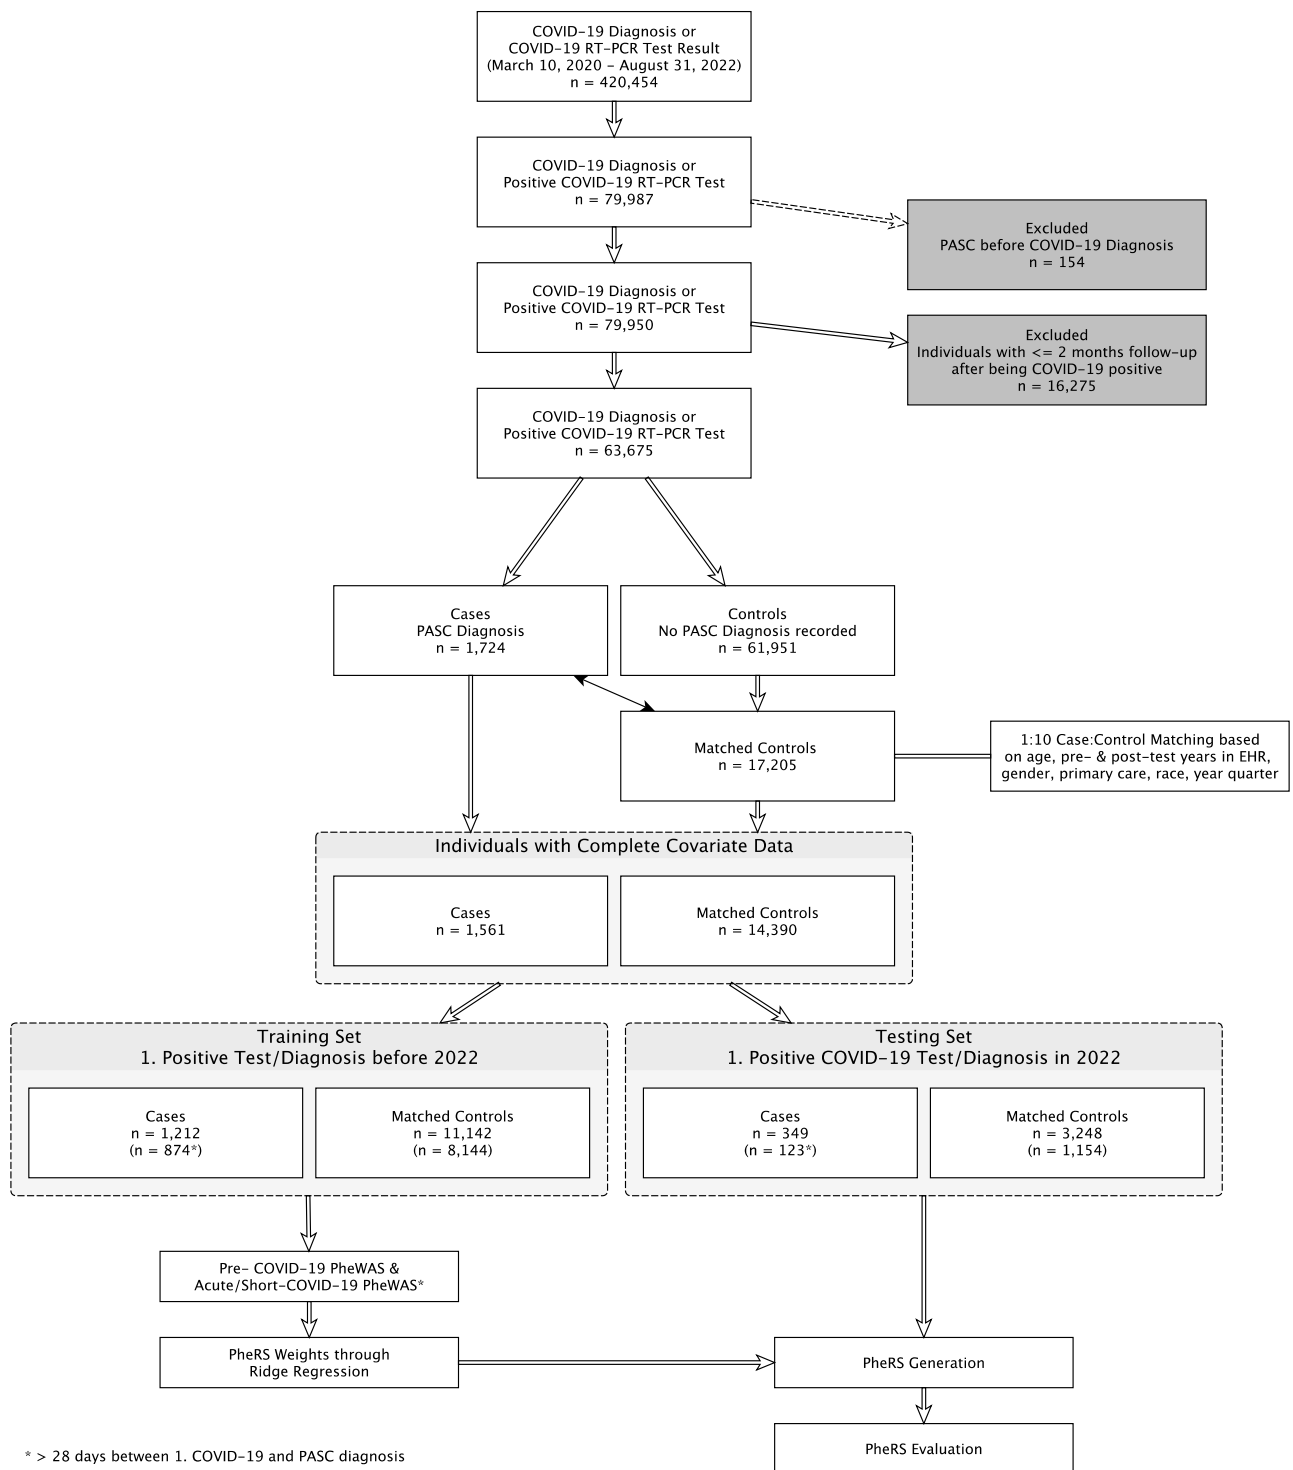 COVID-19 Diagnosis or
COVID-19 RT-PCR Test Result
(March 10, 2020 - August 31, 2022)
n = 420,454
COVID-19 Diagnosis or
Positive COVID-19 RT-PCR Test
n = 79,987
Excluded
PASC before COVID-19 Diagnosis
n = 154
COVID-19 Diagnosis or
Positive COVID-19 RT-PCR Test
n = 79,950
Excluded
Individuals with <= 2 months follow-up
after being COVID-19 positive
n = 16,275
COVID-19 Diagnosis or
Positive COVID-19 RT-PCR Test
n = 63,675
Cases
PASC Diagnosis
n = 1,724
Controls
No PASC Diagnosis recorded
n = 61,951
Matched Controls
n = 17,205
1:10 Case:Control Matching based
on age, pre- & post-test years in EHR,
gender, primary care, race, year quarter
Individuals with Complete Covariate Data
Cases
n = 1,561
Matched Controls
n = 14,390
Training Set
1. Positive Test/Diagnosis before 2022
Cases
n = 1,212
(n = 874*)
Matched Controls
n = 11,142
(n = 8,144)
Testing Set
1. Positive COVID-19 Test/Diagnosis in 2022
Cases
n = 349
(n = 123*)
Matched Controls
n = 3,248
(n = 1,154)
Pre- COVID-19 PheWAS &
Acute/Short-COVID-19 PheWAS*
PheRS Weights through
Ridge Regression
PheRS Generation
PheRS Evaluation
* > 28 days between 1. COVID-19 and PASC diagnosis